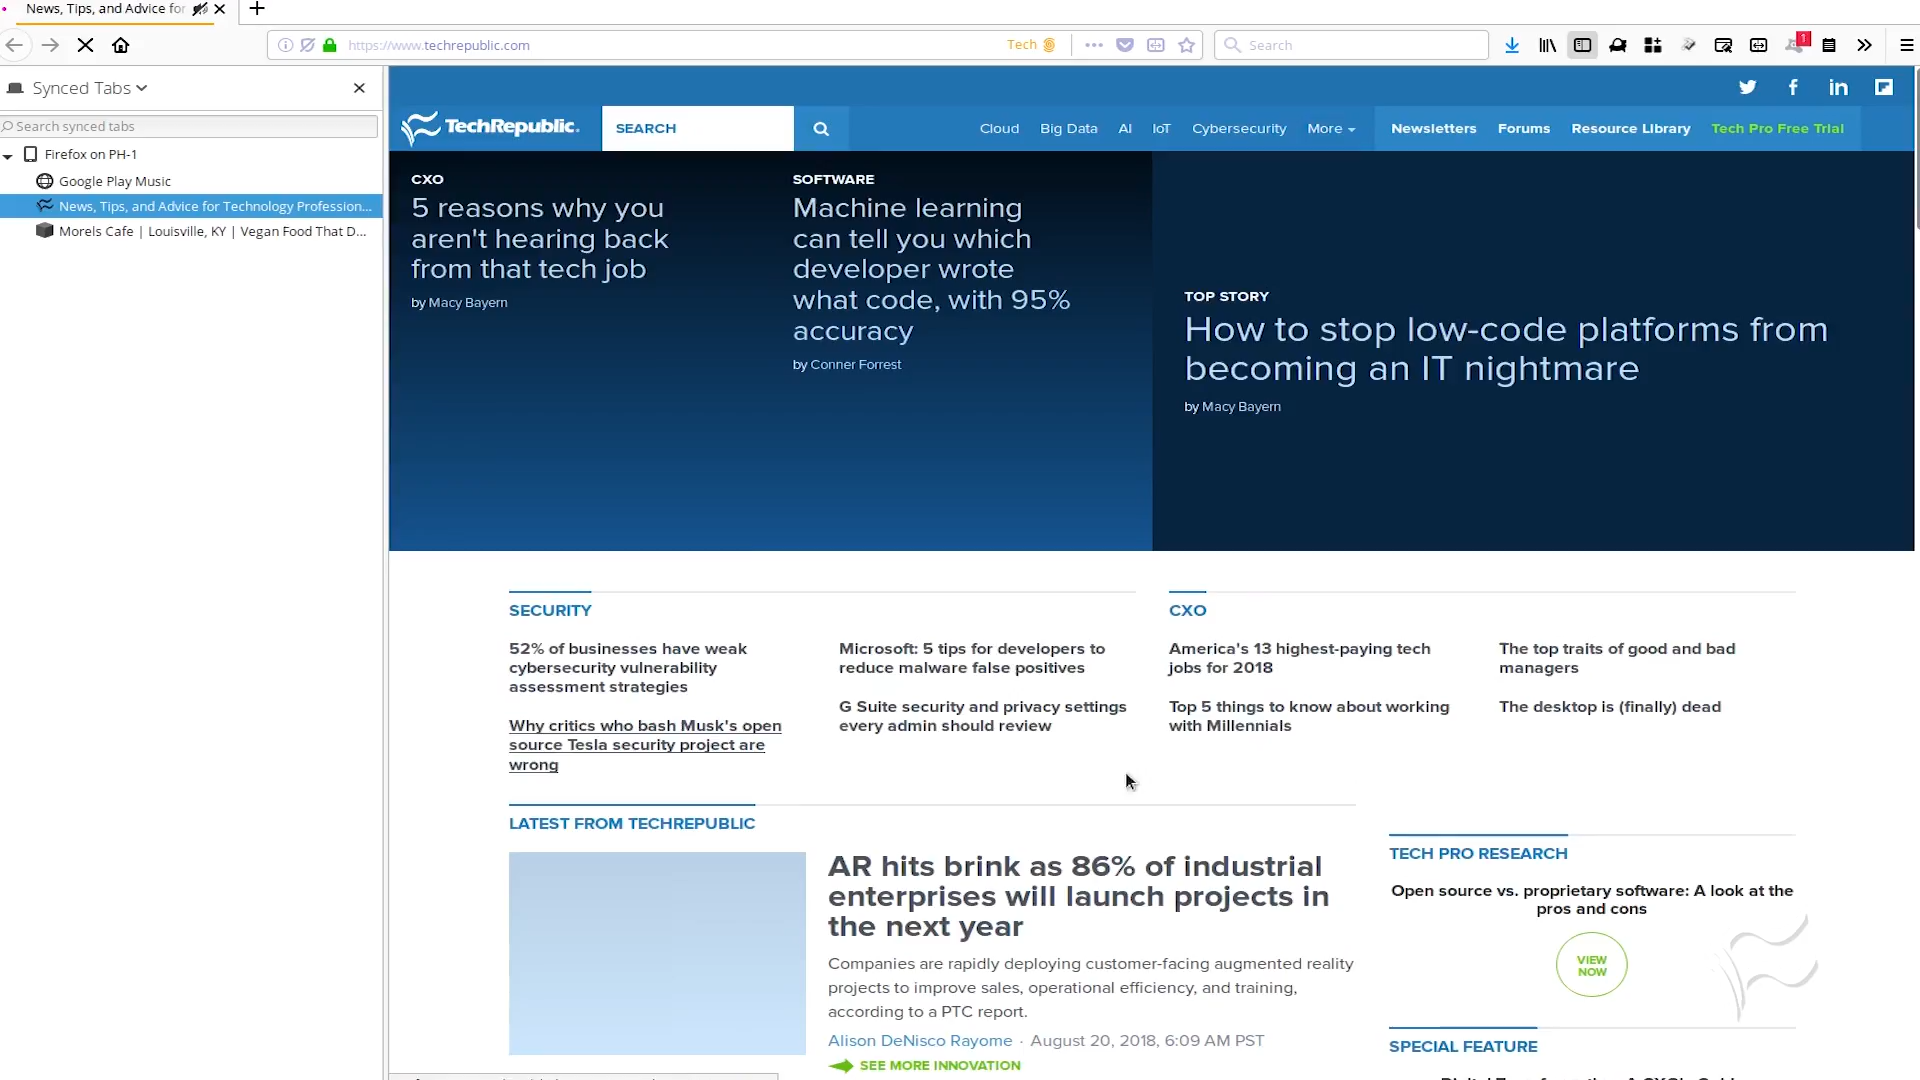 News, Tips, and Advice for
https://www.techrepublic.com
Tech
Search
1
Synced Tabs
Search synced tabs
Firefox on PH-1
Google Play Music
News, Tips, and Advice for Technology Profession...
Morels Cafe | Louisville, KY | Vegan Food That D...
TechRepublic.
SEARCH
Cloud
Big Data
AI
IoT
Cybersecurity
More
Newsletters
Forums
Resource Library
Tech Pro Free Trial
CXO
5 reasons why you
aren't hearing back
from that tech job
by Macy Bayern
SOFTWARE
Machine learning
can tell you which
developer wrote
what code, with 95%
accuracy
by Conner Forrest
TOP STORY
How to stop low-code platforms from
becoming an IT nightmare
by Macy Bayern
SECURITY
52% of businesses have weak
cybersecurity vulnerability
assessment strategies
Why critics who bash Musk's open
source Tesla security project are
wrong
Microsoft: 5 tips for developers to
reduce malware false positives
G Suite security and privacy settings
every admin should review
CXO
America's 13 highest-paying tech
jobs for 2018
Top 5 things to know about working
with Millennials
The top traits of good and bad
managers
The desktop is (finally) dead
LATEST FROM TECHREPUBLIC
AR hits brink as 86% of industrial
enterprises will launch projects in
the next year
Companies are rapidly deploying customer-facing augmented reality
projects to improve sales, operational efficiency, and training,
according to a PTC report.
Alison DeNisco Rayome · August 20, 2018, 6:09 AM PST
SEE MORE INNOVATION
TECH PRO RESEARCH
Open source vs. proprietary software: A look at the
pros and cons
VIEW
NOW
SPECIAL FEATURE